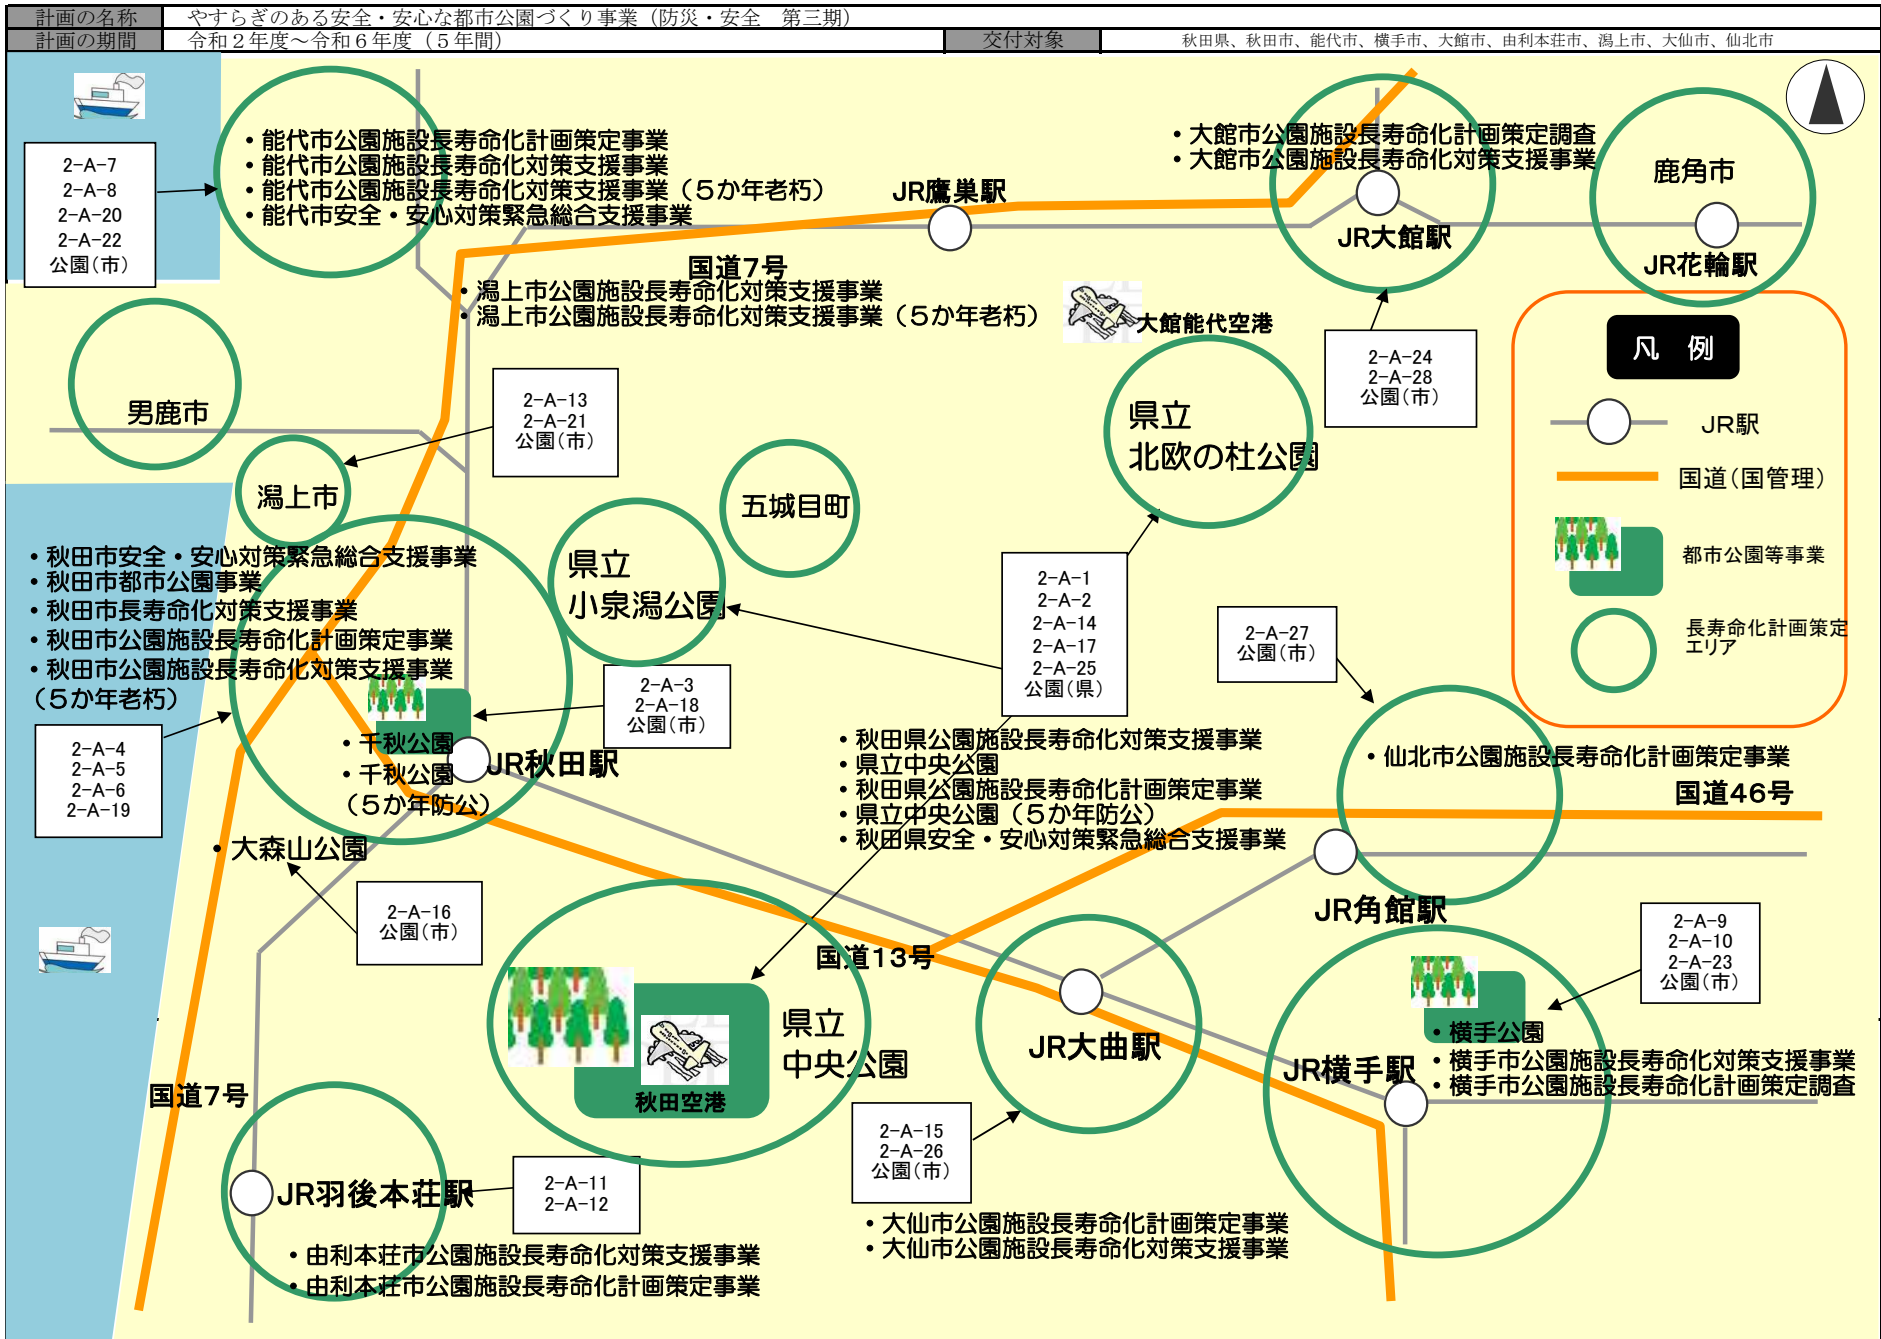 計画の名称 やすらぎのある安全・安心な都市公園づくり事業（防災・安全　第三期）
計画の期間 令和２年度～令和６年度（５年間） 交付対象 秋田県、秋田市、能代市、横手市、大館市、由利本荘市、潟上市、大仙市、仙北市
2-A-7
2-A-8
2-A-20
2-A-22
公園（市）
・能代市公園施設長寿命化計画策定事業
・能代市公園施設長寿命化対策支援事業
・能代市公園施設長寿命化対策支援事業（５か年老朽）
・能代市安全・安心対策緊急総合支援事業
JR鷹巣駅
・大館市公園施設長寿命化計画策定調査
・大館市公園施設長寿命化対策支援事業
JR大館駅
鹿角市
JR花輪駅
国道7号
・潟上市公園施設長寿命化対策支援事業
・潟上市公園施設長寿命化対策支援事業（５か年老朽）
大館能代空港
2-A-24
2-A-28
公園（市）
凡　例
JR駅
国道（国管理）
都市公園等事業
長寿命化計画策定
エリア
男鹿市
2-A-13
2-A-21
公園（市）
潟上市
五城目町
県立
北欧の杜公園
県立
小泉潟公園
・秋田市安全・安心対策緊急総合支援事業
・秋田市都市公園事業
・秋田市長寿命化対策支援事業
・秋田市公園施設長寿命化計画策定事業
・秋田市公園施設長寿命化対策支援事業
（５か年老朽）
2-A-1
2-A-2
2-A-14
2-A-17
2-A-25
公園（県）
2-A-27
公園（市）
2-A-3
2-A-18
公園（市）
2-A-4
2-A-5
2-A-6
2-A-19
・千秋公園
・千秋公園
（５か年防公）
JR秋田駅
・秋田県公園施設長寿命化対策支援事業
・県立中央公園
・秋田県公園施設長寿命化計画策定事業
・県立中央公園（５か年防公）
・秋田県安全・安心対策緊急総合支援事業
・仙北市公園施設長寿命化計画策定事業
国道46号
・大森山公園
2-A-16
公園（市）
JR角館駅
国道13号
2-A-9
2-A-10
2-A-23
公園（市）
県立
中央公園
秋田空港
JR大曲駅
JR横手駅
・横手公園
・横手市公園施設長寿命化対策支援事業
・横手市公園施設長寿命化計画策定調査
国道7号
2-A-15
2-A-26
公園（市）
JR羽後本荘駅
2-A-11
2-A-12
・大仙市公園施設長寿命化計画策定事業
・大仙市公園施設長寿命化対策支援事業
・由利本荘市公園施設長寿命化対策支援事業
・由利本荘市公園施設長寿命化計画策定事業